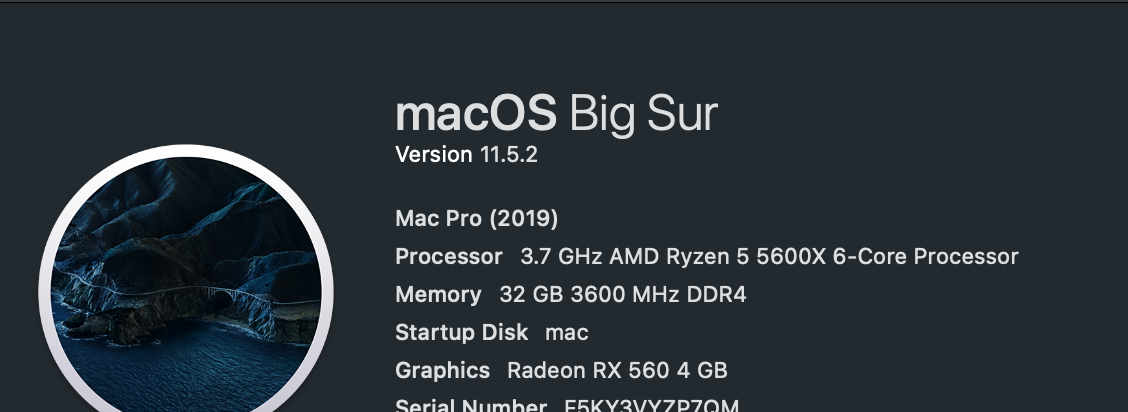 macOS Big Sur
Version 11.5.2
Mac Pro (2019)
Processor 3.7 GHz AMD Ryzen 5 5600X 6-Core Processor
Memory 32 GB 3600 MHz DDR4
Startup Disk mac
Graphics Radeon RX 560 4 GB
Serial Number F5KY3VYZP7QM